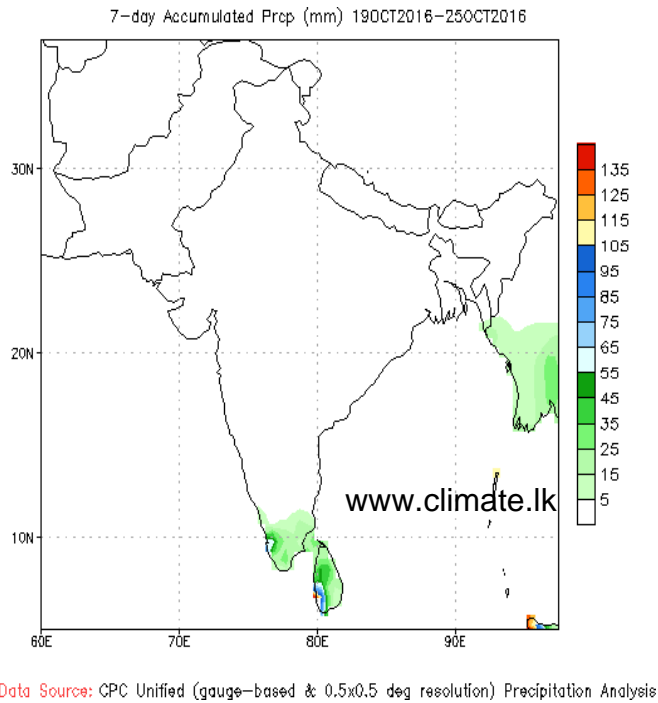 7-day Accumulated Prcp (mm) 19OCT2016-25OCT2016
30N
20N
10N
60E
70E
80E
90E
135
125
115
105
95
85
75
65
55
45
35
25
15
5
www.climate.lk
Data Source: CPC Unified (gauge-based & 0.5x0.5 deg resolution) Precipitation Analysis